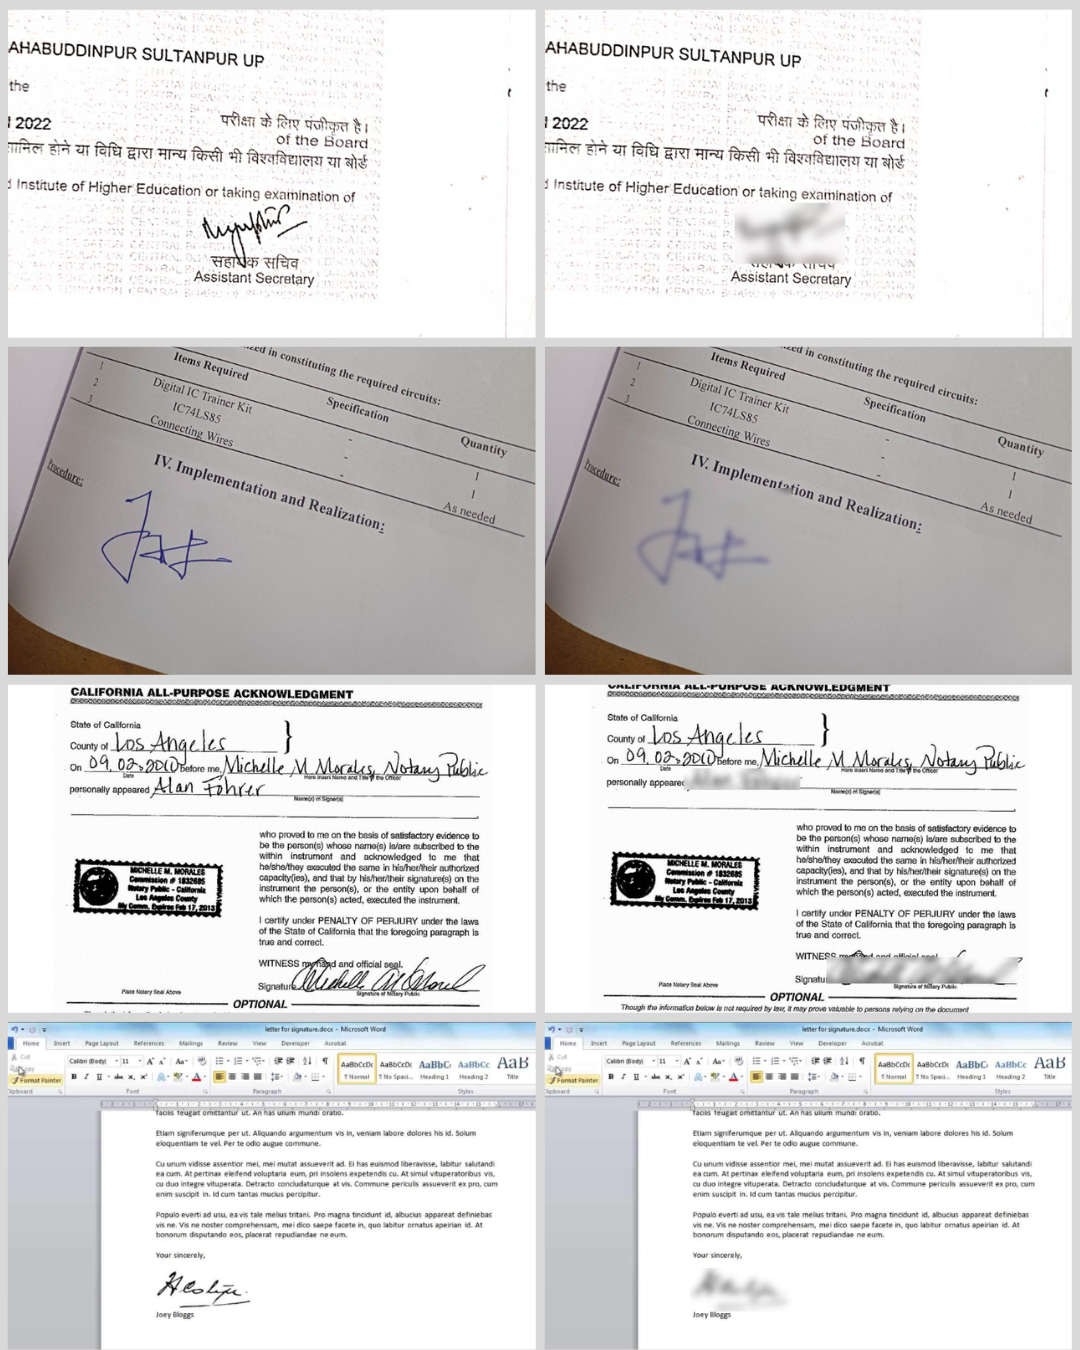 AHABUDDINPUR SULTANPUR UP
the
2022
परीक्षा के लिए पंजीकृत है।
of the Board
ामिल होने या विधि द्वारा मान्य किसी भी विश्वविद्यालय या बोर्ड
d Institute of Higher Education or taking examination of
सहायक सचिव
Assistant Secretary
AHABUDDINPUR SULTANPUR UP
the
2022
परीक्षा के लिए पंजीकृत है।
of the Board
ामिल होने या विधि द्वारा मान्य किसी भी विश्वविद्यालय या बोर्ड
d Institute of Higher Education or taking examination of
Assistant Secretary
zed in constituting the required circuits:
Items Required Specification Quantity
1 Digital IC Trainer Kit - 1
2 IC74LS85 - 1
3 Connecting Wires - As needed
IV. Implementation and Realization:
Procedure:
zed in constituting the required circuits:
Items Required Specification Quantity
1 Digital IC Trainer Kit - 1
2 IC74LS85 - 1
3 Connecting Wires - As needed
IV. Implementation and Realization:
Procedure:
CALIFORNIA ALL-PURPOSE ACKNOWLEDGMENT
State of California
County of Los Angeles
On 09.02.2010 before me, Michelle M Morales, Notary Public
Date Here Insert Name and Title of the Officer
personally appeared Alan Fohrer
Name(s) of Signer(s)
who proved to me on the basis of satisfactory evidence to
be the person(s) whose name(s) is/are subscribed to the
within instrument and acknowledged to me that
he/she/they executed the same in his/her/their authorized
capacity(ies), and that by his/her/their signature(s) on the
instrument the person(s), or the entity upon behalf of
which the person(s) acted, executed the instrument.
MICHELLE M. MORALES
Commission # 1832685
Notary Public - California
Los Angeles County
My Comm. Expires Feb 17, 2013
I certify under PENALTY OF PERJURY under the laws
of the State of California that the foregoing paragraph is
true and correct.
WITNESS my hand and official seal.
Signature
Place Notary Seal Above Signature of Notary Public
OPTIONAL
CALIFORNIA ALL-PURPOSE ACKNOWLEDGMENT
State of California
County of Los Angeles
On 09.02.2010 before me, Michelle M Morales, Notary Public
Date Here Insert Name and Title of the Officer
personally appeared
Name(s) of Signer(s)
who proved to me on the basis of satisfactory evidence to
be the person(s) whose name(s) is/are subscribed to the
within instrument and acknowledged to me that
he/she/they executed the same in his/her/their authorized
capacity(ies), and that by his/her/their signature(s) on the
instrument the person(s), or the entity upon behalf of
which the person(s) acted, executed the instrument.
MICHELLE M. MORALES
Commission # 1832685
Notary Public - California
Los Angeles County
My Comm. Expires Feb 17, 2013
I certify under PENALTY OF PERJURY under the laws
of the State of California that the foregoing paragraph is
true and correct.
WITNESS and official seal.
Signatu
Place Notary Seal Above Signature of Notary Public
OPTIONAL
Though the information below is not required by law, it may prove valuable to persons relying on the document
letter for signature.docx - Microsoft Word
Home Insert Page Layout References Mailings Review View Developer Acrobat
Cut
Copy
Format Painter
Calibri (Body) 11
AaBbCcDc AaBbCcDc AaBbC AaBbCc AaB
¶ Normal ¶ No Spaci... Heading 1 Heading 2 Title
lipboard Font Paragraph Styles
facilis feugait omittantur ut. An has ullum mundi oratio.
Etiam signiferumque per ut. Aliquando argumentum vis in, veniam labore dolores his id. Solum
eloquentiam te vel. Per te odio augue commune.
Cu unum vidisse assentior mei, mei mutat assueverit ad. Ei has euismod liberavisse, labitur salutandi
ea cum. At pertinax eleifend voluptaria eum, pri insolens expetendis cu. At simul vituperatoribus vis,
cu duo integre vituperata. Detracto concludaturque at vis. Commune periculis assueverit ex pro, cum
enim suscipit in. Id cum tantas mucius percipitur.
Populo everti ad usu, ea vis tale melius tritani. Pro magna tincidunt id, albucius appareat definiebas
vis ne. Vis ne noster comprehensam, mei dico saepe facete in, quo labitur ornatus apeirian id. At
bonorum disputando eos, placerat repudiandae ne eum.
Your sincerely,
Joey Bloggs
letter for signature.docx - Microsoft Word
Home Insert Page Layout References Mailings Review View Developer Acrobat
Cut
Copy
Format Painter
Calibri (Body) 11
AaBbCcDc AaBbCcDc AaBbC AaBbCc AaB
¶ Normal ¶ No Spaci... Heading 1 Heading 2 Title
lipboard Font Paragraph Styles
facilis feugait omittantur ut. An has ullum mundi oratio.
Etiam signiferumque per ut. Aliquando argumentum vis in, veniam labore dolores his id. Solum
eloquentiam te vel. Per te odio augue commune.
Cu unum vidisse assentior mei, mei mutat assueverit ad. Ei has euismod liberavisse, labitur salutandi
ea cum. At pertinax eleifend voluptaria eum, pri insolens expetendis cu. At simul vituperatoribus vis,
cu duo integre vituperata. Detracto concludaturque at vis. Commune periculis assueverit ex pro, cum
enim suscipit in. Id cum tantas mucius percipitur.
Populo everti ad usu, ea vis tale melius tritani. Pro magna tincidunt id, albucius appareat definiebas
vis ne. Vis ne noster comprehensam, mei dico saepe facete in, quo labitur ornatus apeirian id. At
bonorum disputando eos, placerat repudiandae ne eum.
Your sincerely,
Joey Bloggs